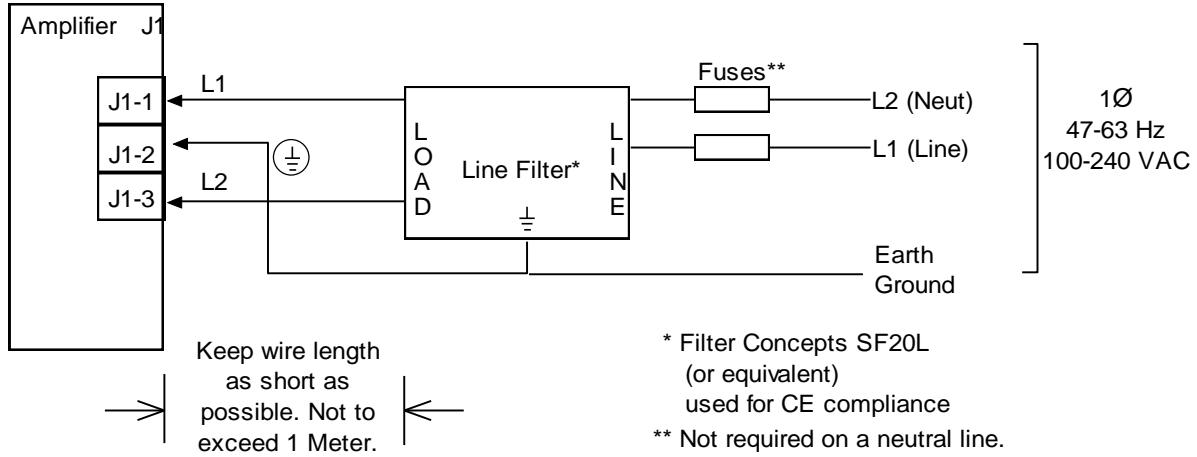 Amplifier J1
J1-1
J1-2
J1-3
L1
L2
LOAD
Line Filter*
LINE
Fuses**
L2 (Neut)
L1 (Line)
Earth
Ground
1Ø
47-63 Hz
100-240 VAC
Keep wire length
as short as
possible. Not to
exceed 1 Meter.
* Filter Concepts SF20L
(or equivalent)
used for CE compliance
** Not required on a neutral line.